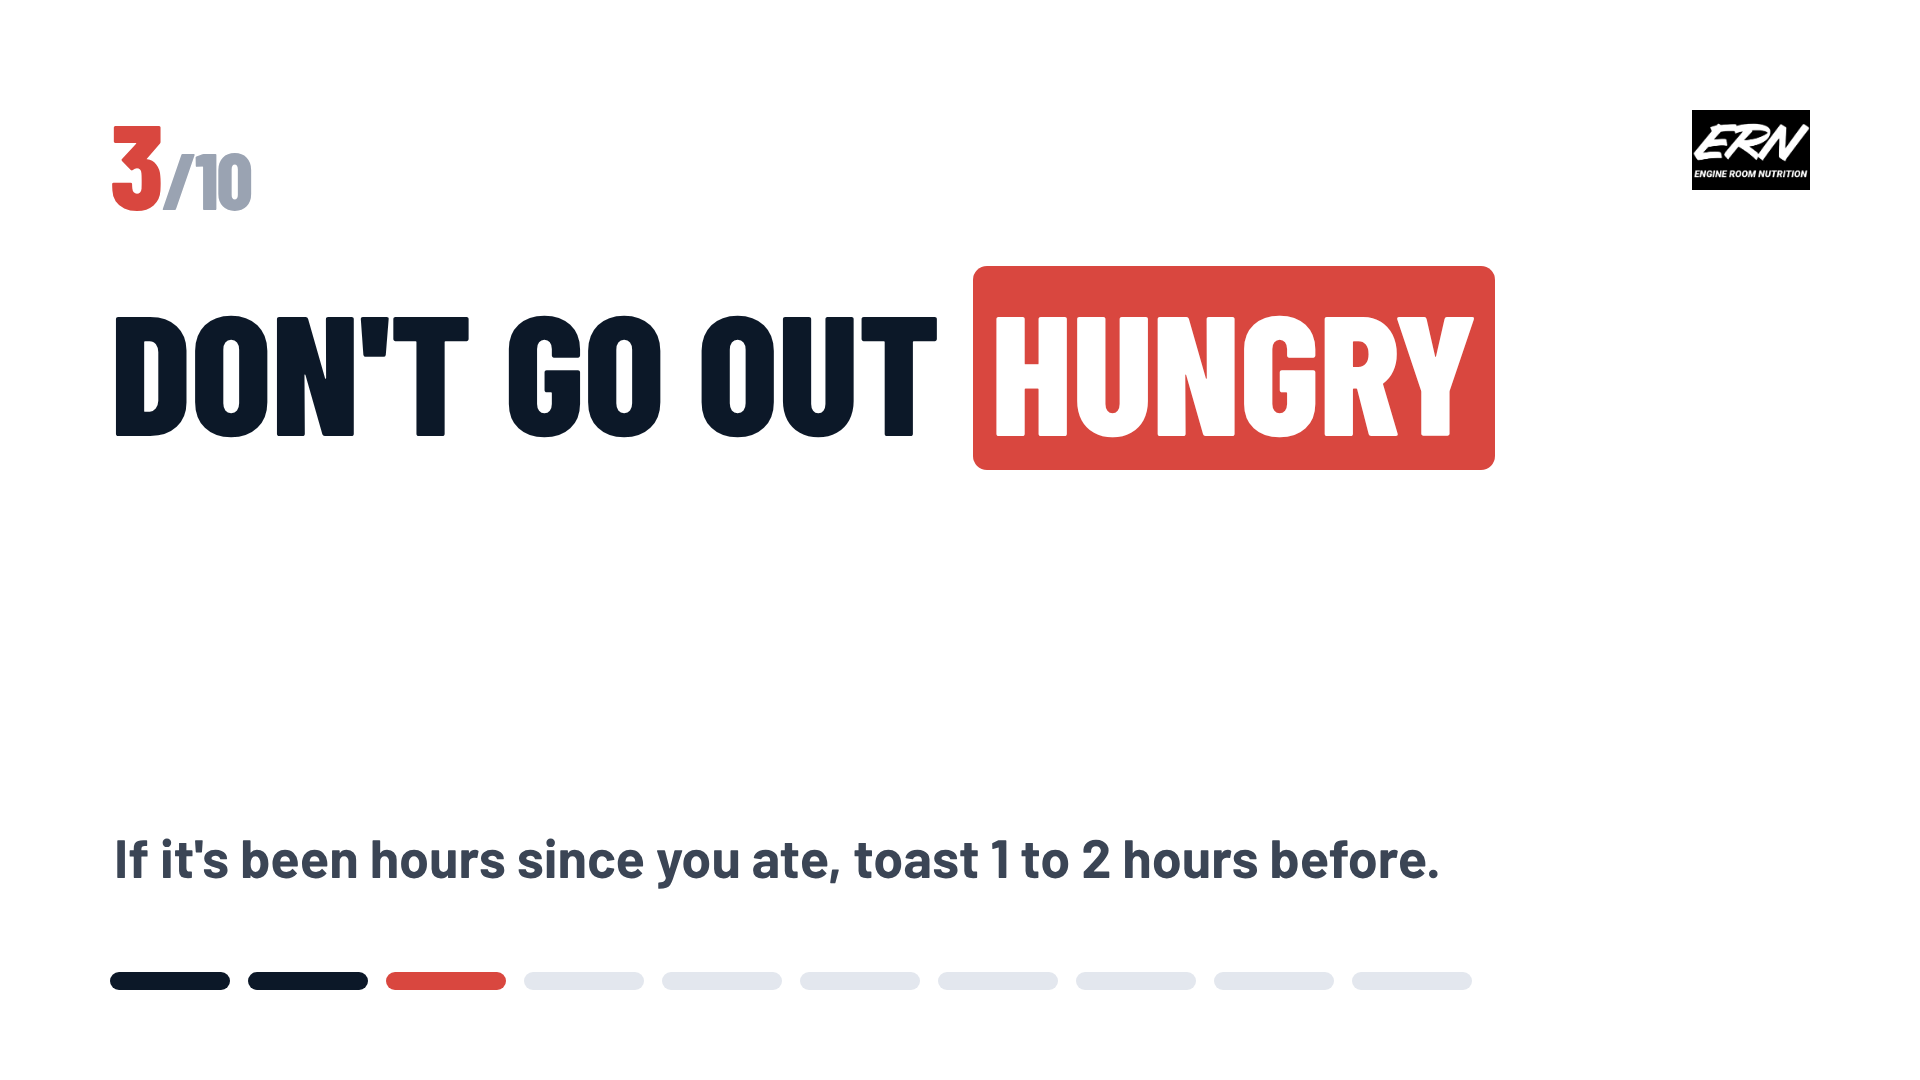 3/10
ERN
ENGINE ROOM NUTRITION
DON'T GO OUT HUNGRY
If it's been hours since you ate, toast 1 to 2 hours before.